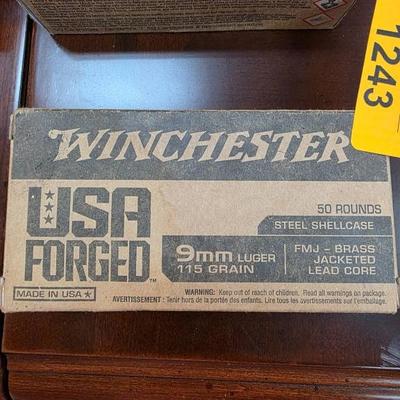 1243
WINCHESTER
USA
FORGED™
MADE IN USA ★
50 ROUNDS
STEEL SHELLCASE
9mm LUGER
115 GRAIN
FMJ – BRASS
JACKETED
LEAD CORE
WARNING: Keep out of reach of children. Read all warnings on package.
AVERTISSEMENT : Tenir hors de la portée des enfants. Lire tous les avertissements sur l'emballage.